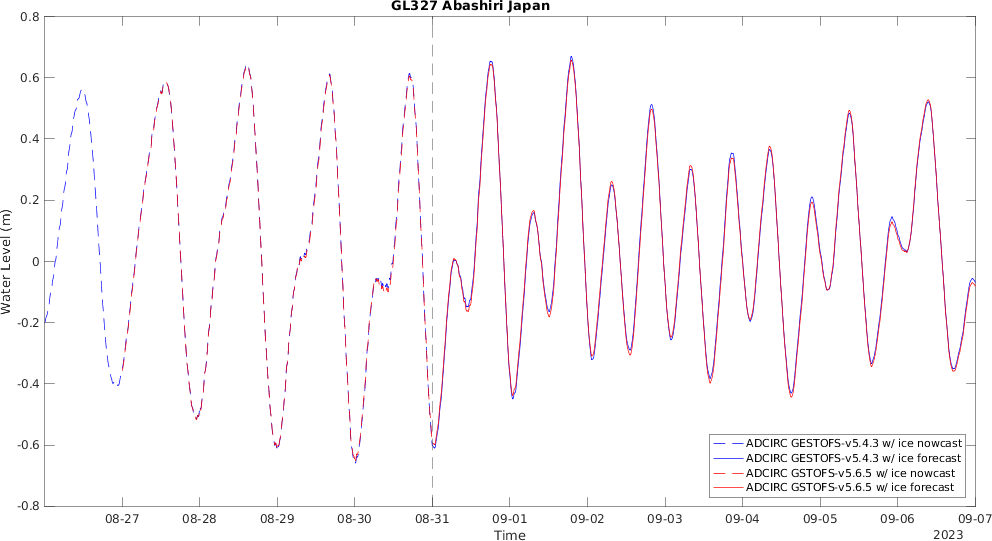 GL327 Abashiri Japan
0.8
0.6
0.4
0.2
0
-0.2
-0.4
-0.6
-0.8
Water Level (m)
ADCIRC GESTOFS-v5.4.3 w/ ice nowcast
ADCIRC GESTOFS-v5.4.3 w/ ice forecast
ADCIRC GSTOFS-v5.6.5 w/ ice nowcast
ADCIRC GSTOFS-v5.6.5 w/ ice forecast
08-27 08-28 08-29 08-30 08-31 09-01 09-02 09-03 09-04 09-05 09-06 09-07
Time
2023